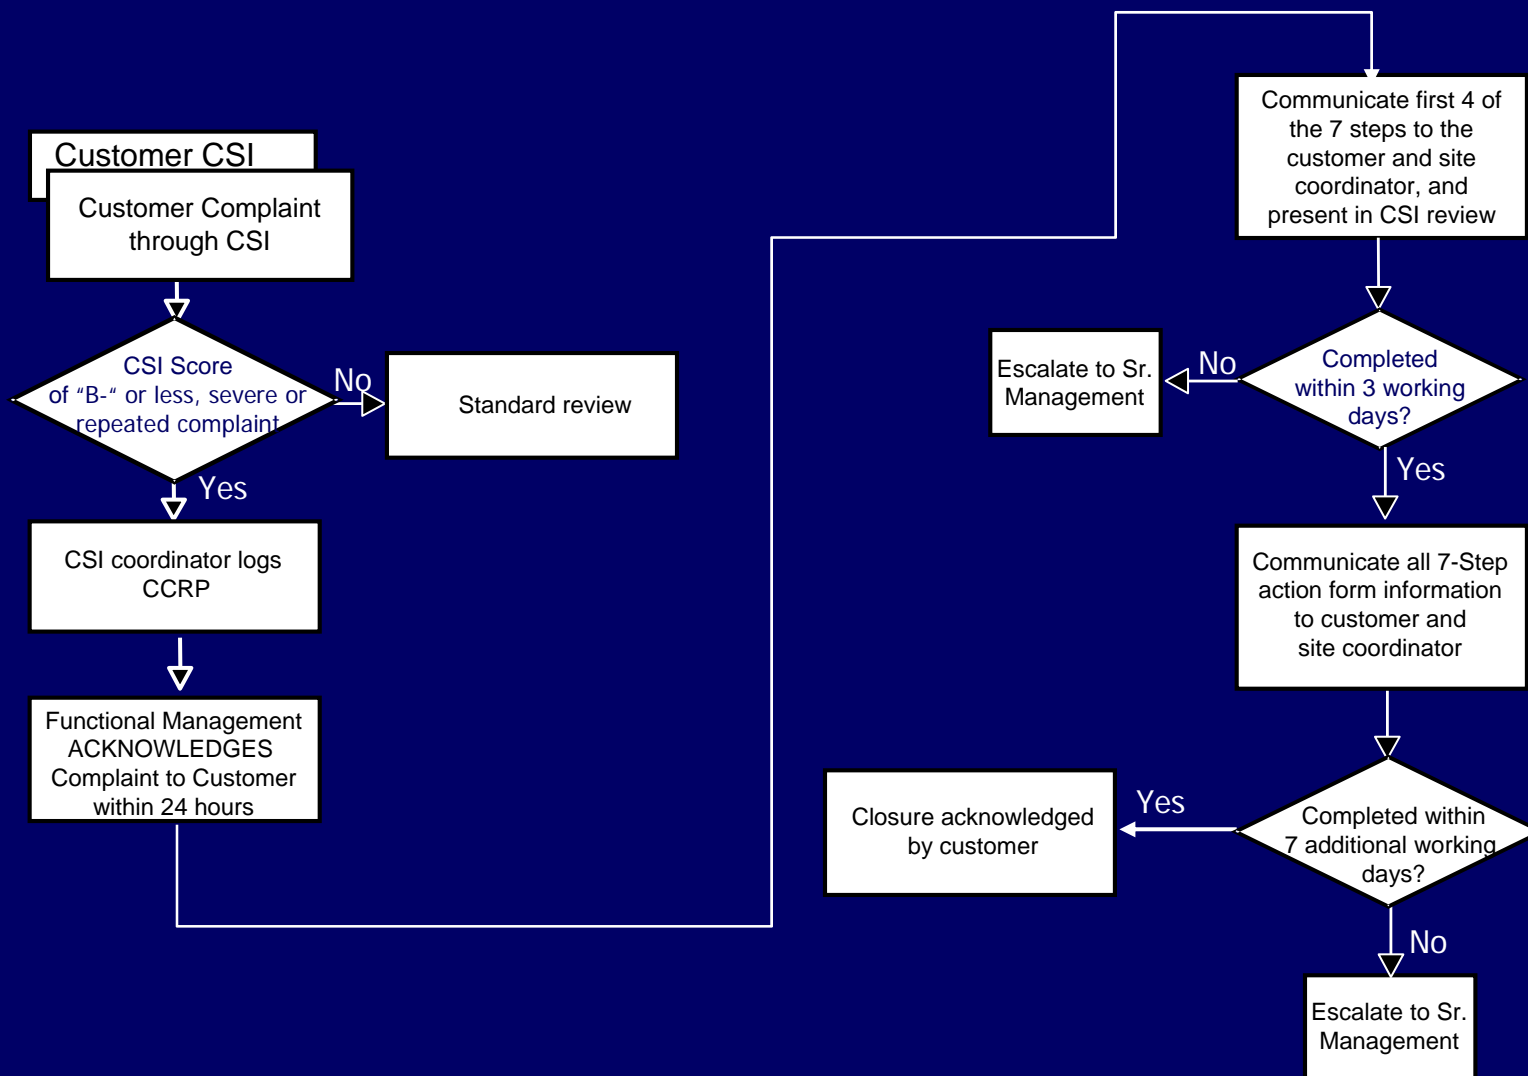 Customer CSI
Customer Complaint
through CSI
CSI Score
of “B-“ or less, severe or
repeated complaint
No
Standard review
Yes
CSI coordinator logs
CCRP
Functional Management
ACKNOWLEDGES
Complaint to Customer
within 24 hours
Communicate first 4 of
the 7 steps to the
customer and site
coordinator, and
present in CSI review
Completed
within 3 working
days?
No
Escalate to Sr.
Management
Yes
Communicate all 7-Step
action form information
to customer and
site coordinator
Completed within
7 additional working
days?
Yes
Closure acknowledged
by customer
No
Escalate to Sr.
Management